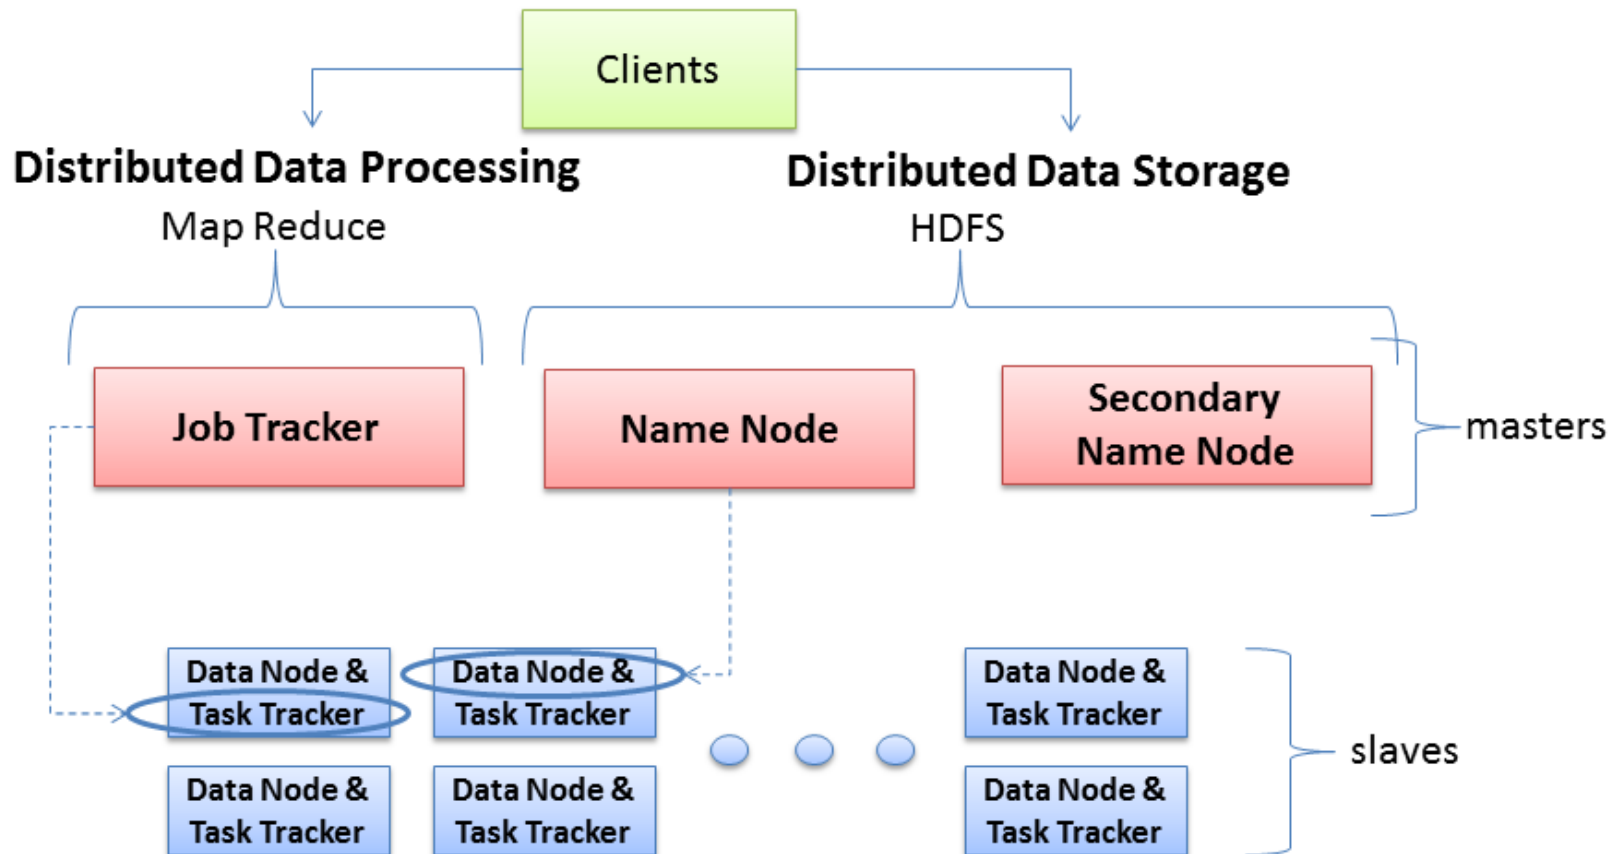 Clients
Distributed Data Processing
Map Reduce
Distributed Data Storage
HDFS
Job Tracker
Name Node
Secondary
Name Node
masters
Data Node &
Task Tracker
Data Node &
Task Tracker
Data Node &
Task Tracker
slaves
Data Node &
Task Tracker
Data Node &
Task Tracker
Data Node &
Task Tracker